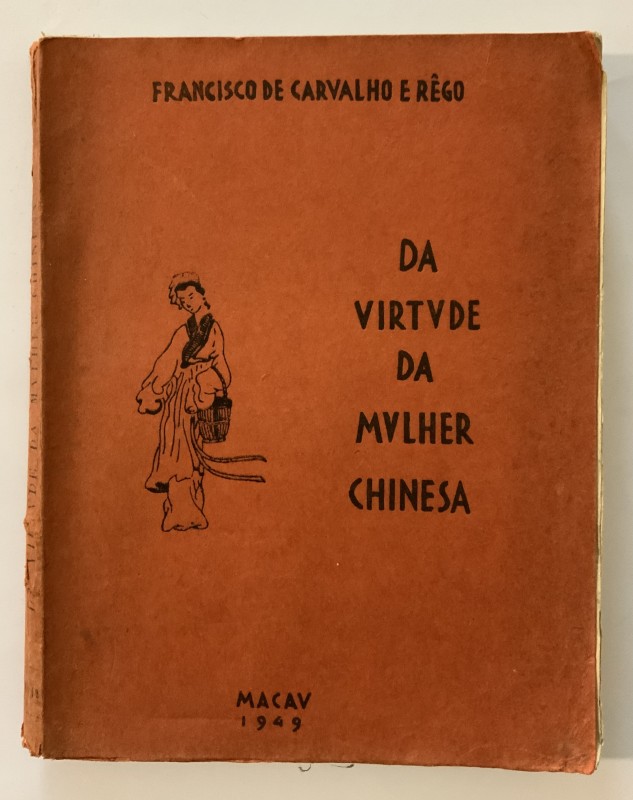 FRANCISCO DE CARVALHO E RÊGO
DA
VIRTVDE
DA
MVLHER
CHINESA
MACAV
1949